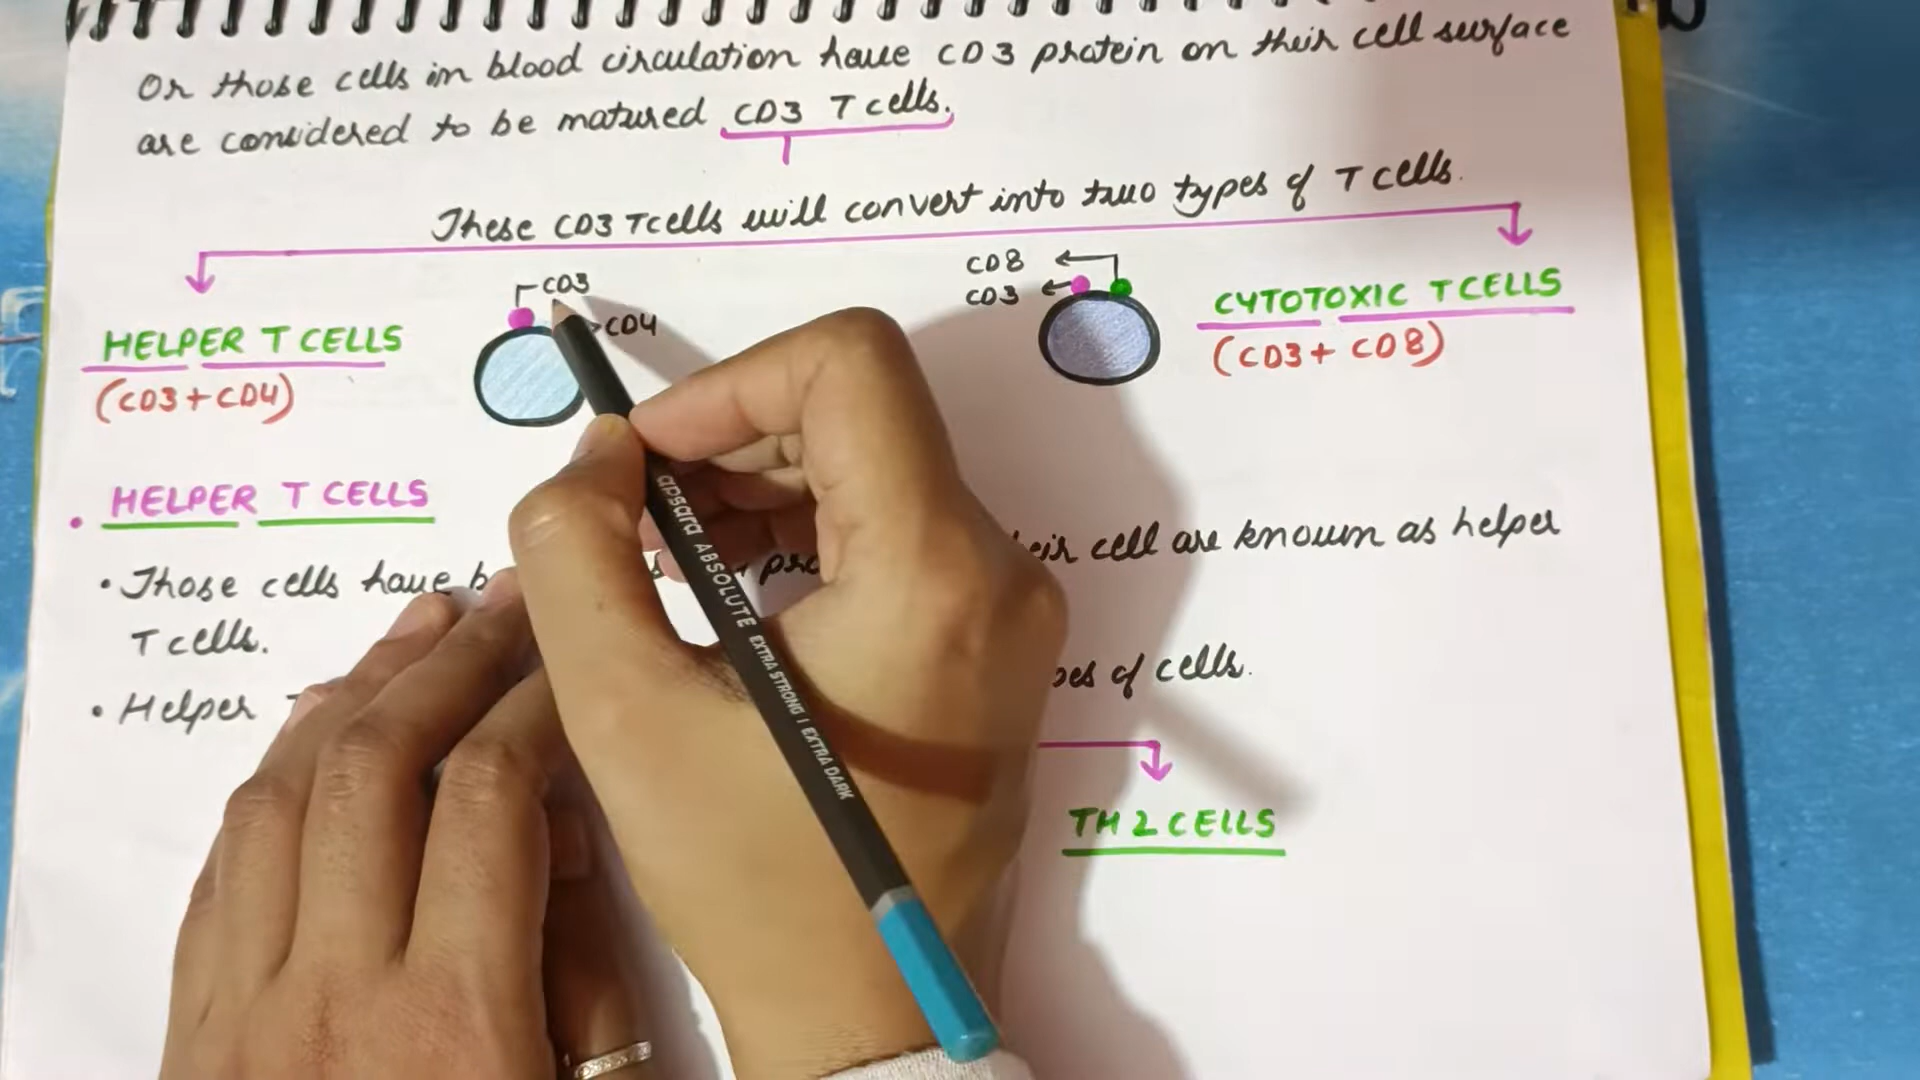 Or those cells in blood circulation have CD3 protein on their cell surface
are considered to be matured CD3 T cells.
These CD3 T cells will convert into two types of T cells.
CD3
CD4
CD8
CD3
HELPER T CELLS
(CD3 + CD4)
CYTOTOXIC T CELLS
(CD3 + CD8)
• HELPER T CELLS
• Those cells have cell are known as helper
T cells.
• Helper of cells.
TH 2 CELLS
apsara ABSOLUTE EXTRA STRONG | EXTRA DARK